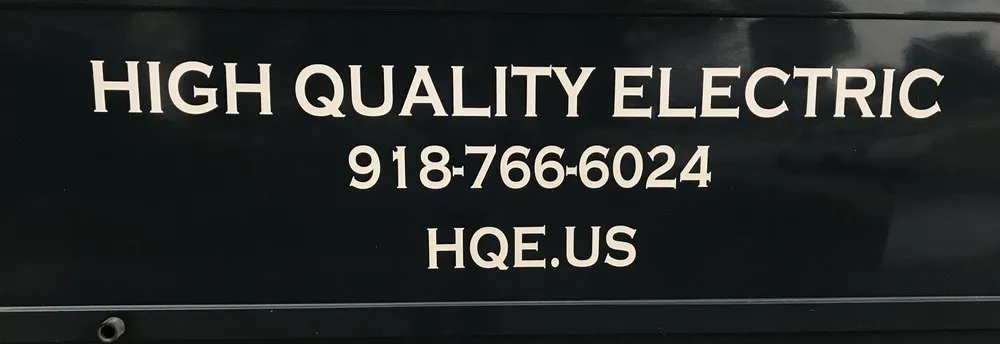 HIGH QUALITY ELECTRIC
918-766-6024
HQE.US